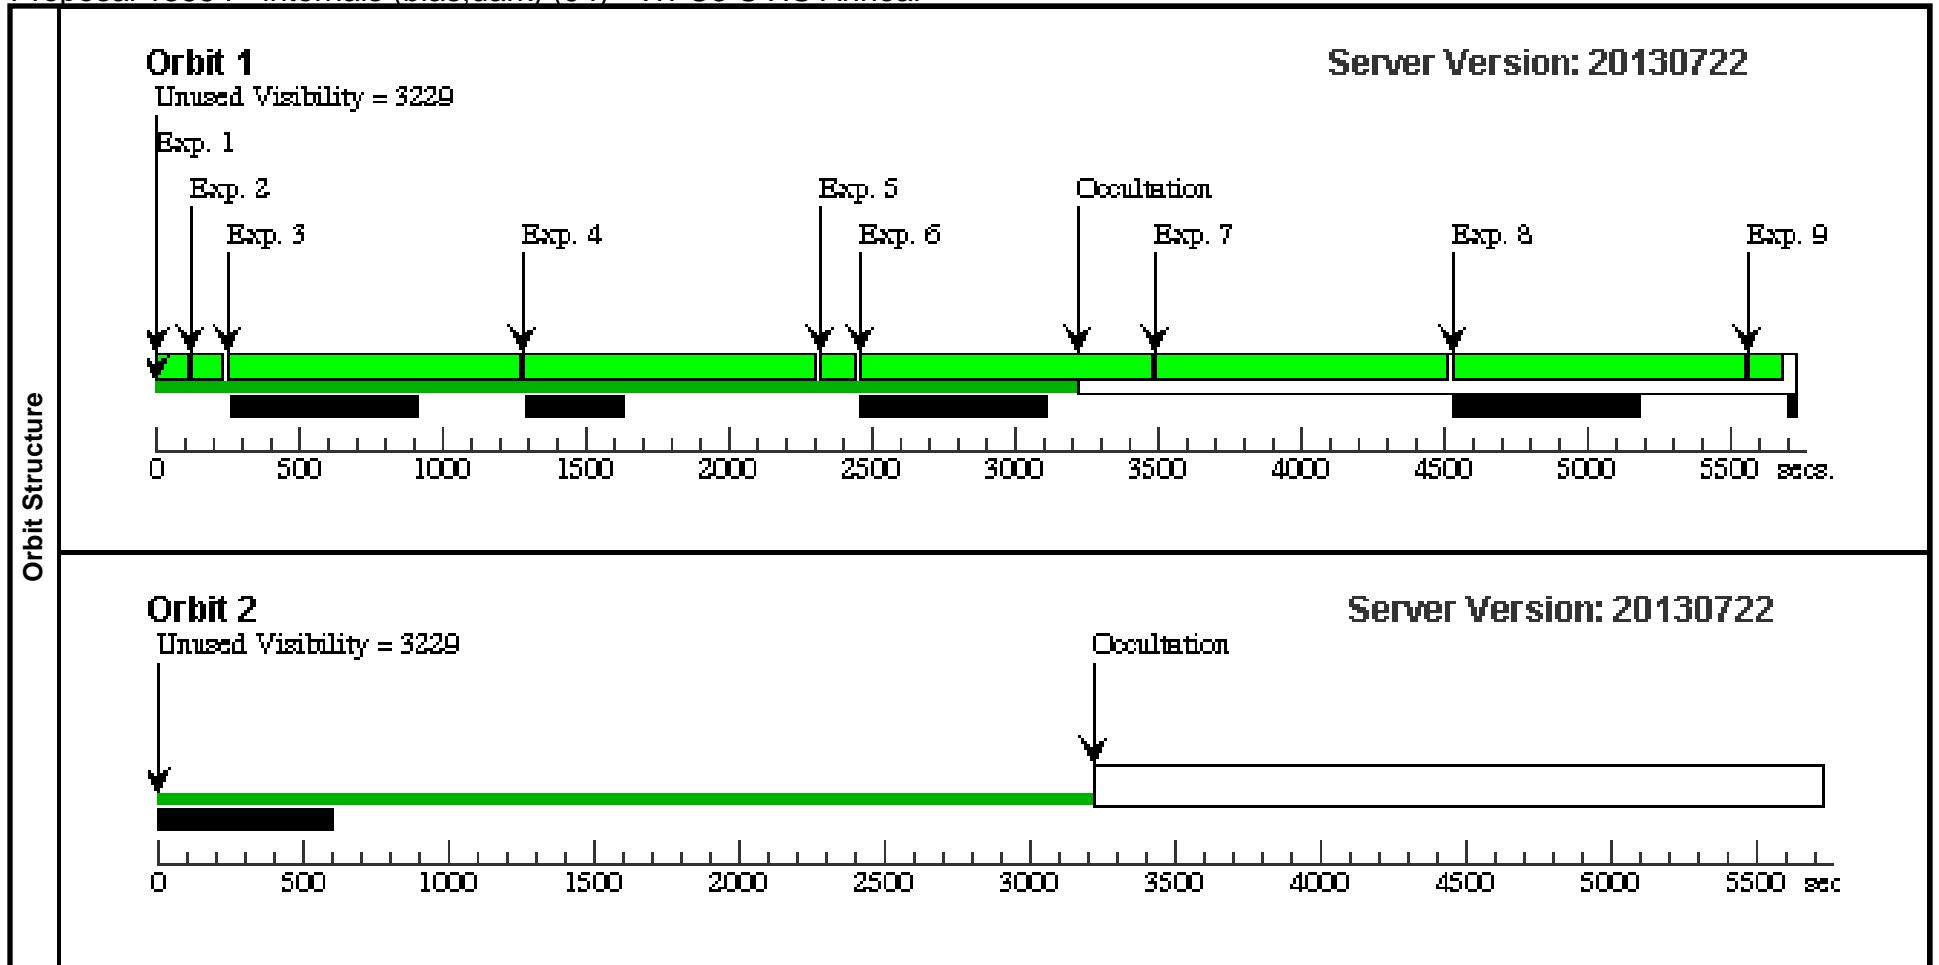 Orbit Structure
Orbit 1
Server Version: 20130722
Unused Visibility = 3229
Exp. 1
Exp. 2
Exp. 5
Occultation
Exp. 3
Exp. 4
Exp. 6
Exp. 7
Exp. 8
Exp. 9
0 500 1000 1500 2000 2500 3000 3500 4000 4500 5000 5500 secs.
Orbit 2
Server Version: 20130722
Unused Visibility = 3229
Occultation
0 500 1000 1500 2000 2500 3000 3500 4000 4500 5000 5500 sec